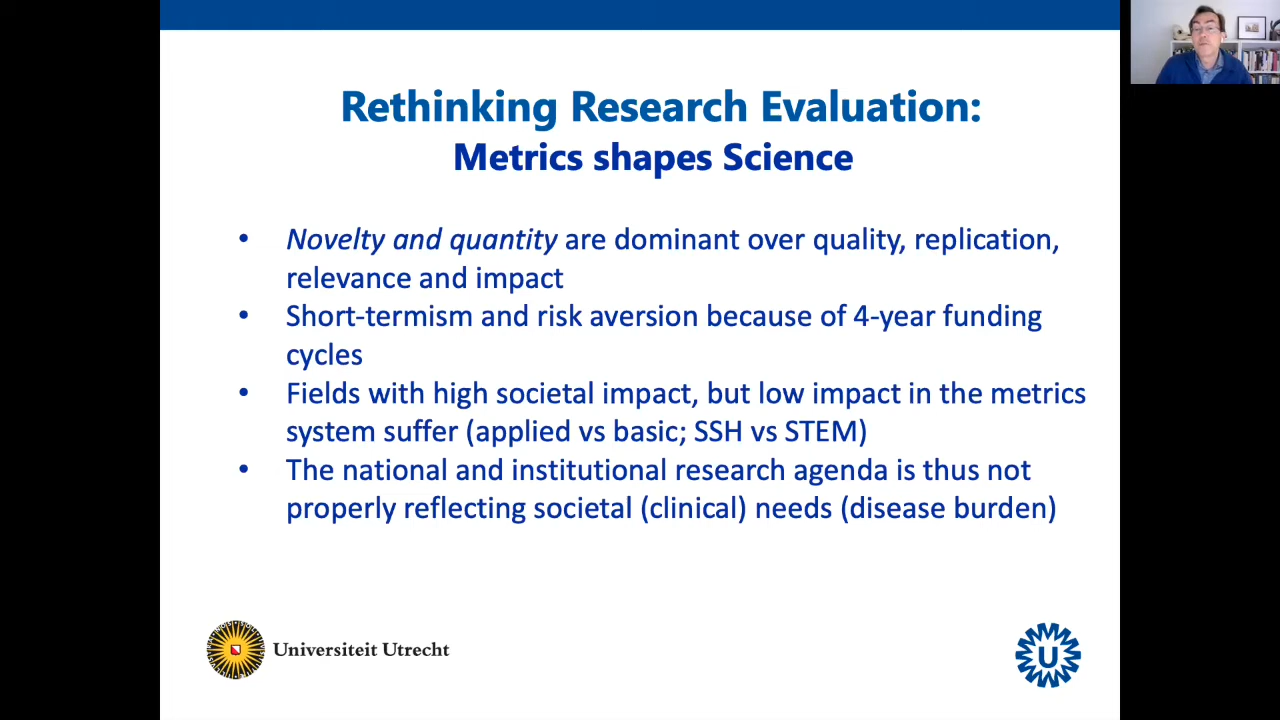 Rethinking Research Evaluation:
Metrics shapes Science
• Novelty and quantity are dominant over quality, replication,
relevance and impact
• Short-termism and risk aversion because of 4-year funding
cycles
• Fields with high societal impact, but low impact in the metrics
system suffer (applied vs basic; SSH vs STEM)
• The national and institutional research agenda is thus not
properly reflecting societal (clinical) needs (disease burden)
Universiteit Utrecht
U